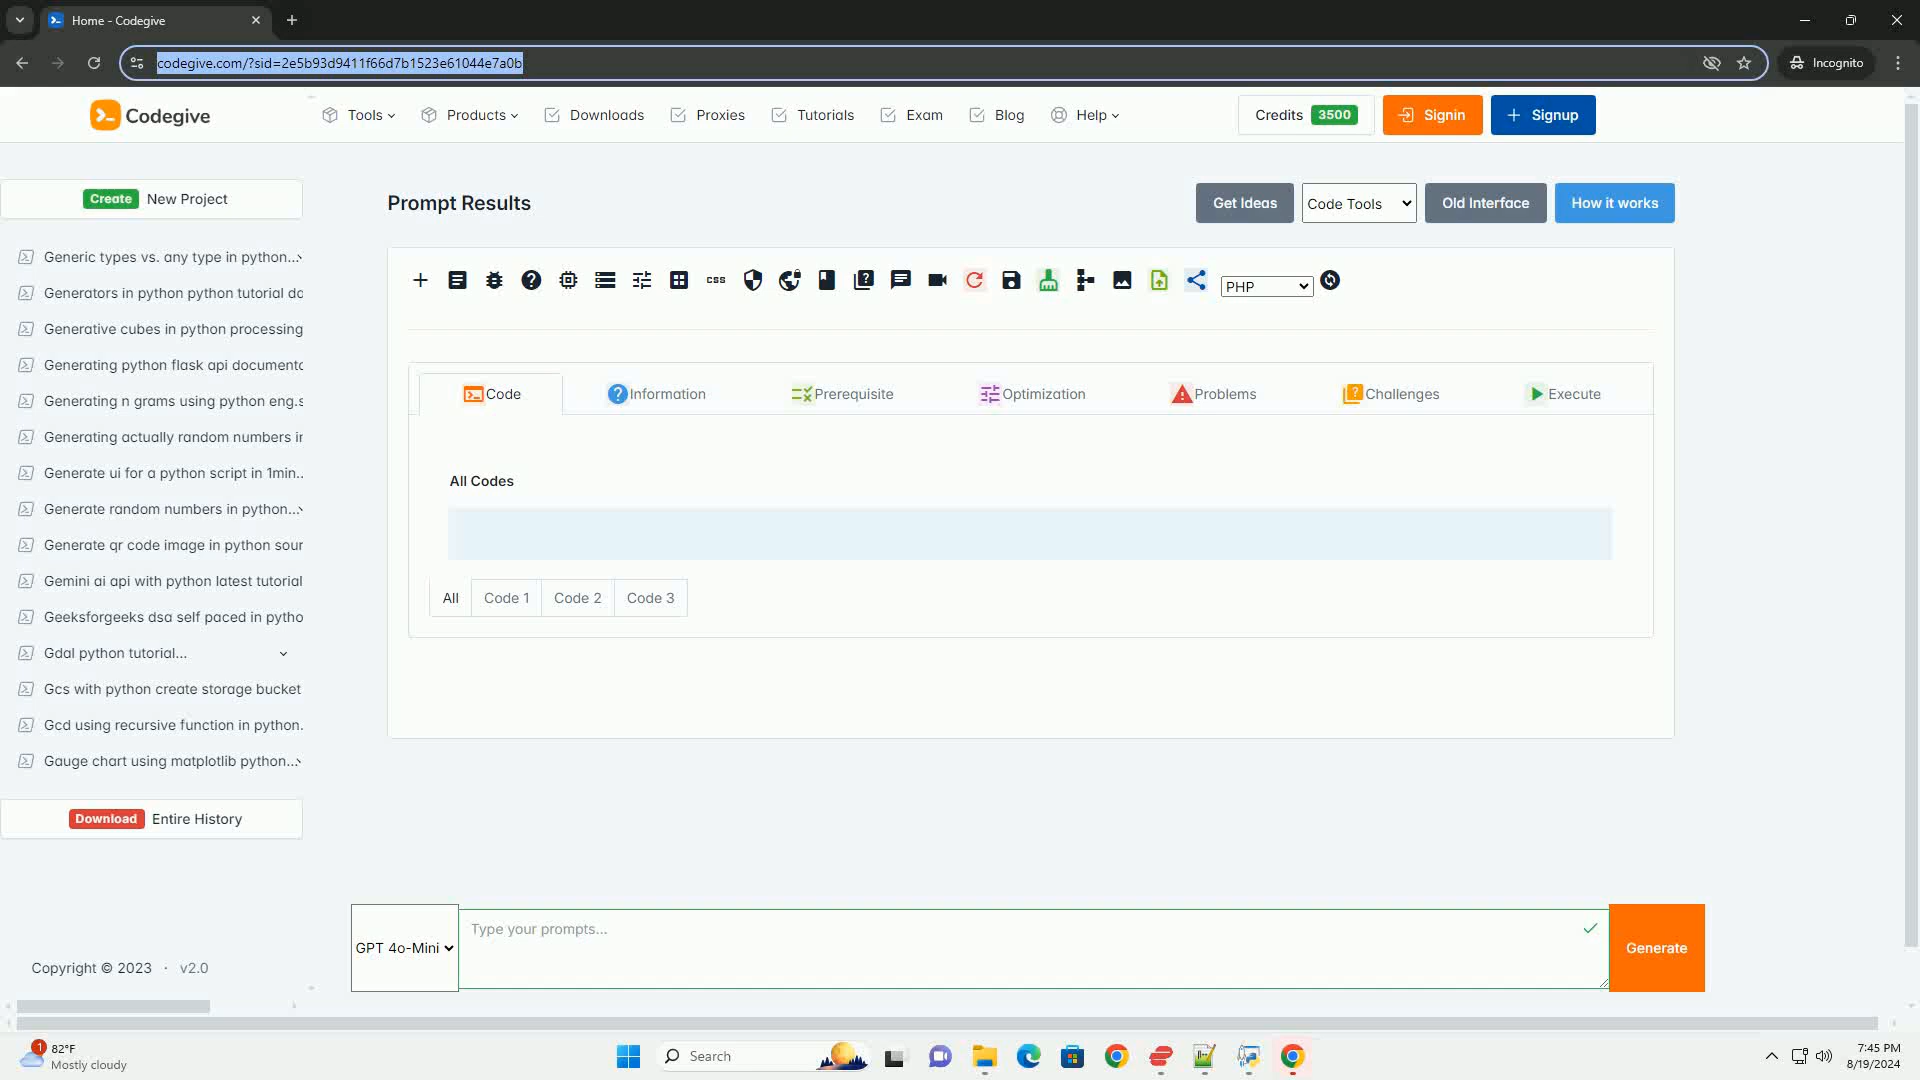 Home - Codegive
codegive.com/?sid=2e5b93d9411f66d7b1523e61044e7a0b
Incognito
Codegive
Tools
Products
Downloads
Proxies
Tutorials
Exam
Blog
Help
Credits 3500
Signin
Signup
Create New Project
Prompt Results
Get Ideas
Code Tools
Old Interface
How it works
Generic types vs. any type in python...
Generators in python python tutorial
Generative cubes in python processing
Generating python flask api
Generating n grams using python eng.s
Generating actually random numbers
Generate ui for a python script in 1min..
Generate random numbers in python...
Generate qr code image in python sour
Gemini ai api with python latest tutorial
Geeksforgeeks dsa self paced in pytho
Gdal python tutorial...
Gcs with python create storage bucket
Gcd using recursive function in python.
Gauge chart using matplotlib python...
css
PHP
Code
Information
Prerequisite
Optimization
Problems
Challenges
Execute
All Codes
All
Code 1
Code 2
Code 3
Download Entire History
GPT 4o-Mini
Type your prompts...
Generate
Copyright © 2023 · v2.0
1
82°F
Mostly cloudy
Search
7:45 PM
8/19/2024